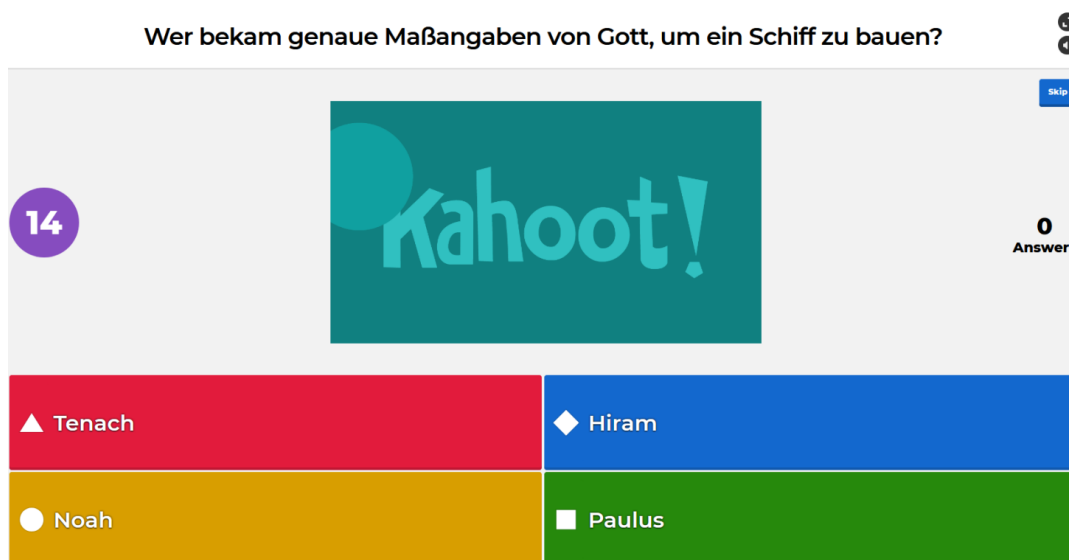 Wer bekam genaue Maßangaben von Gott, um ein Schiff zu bauen?
Skip
Kahoot!
14
0
Answer
Tenach
Hiram
Noah
Paulus